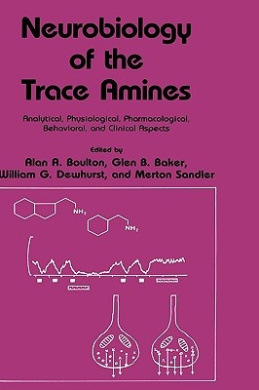 Neurobiology
of the
Trace Amines
Analytical, Physiological, Pharmacological,
Behavioral, and Clinical Aspects
Edited by
Alan A. Boulton, Glen B. Baker,
William G. Dewhurst, and Merton Sandler
NH2
NH2